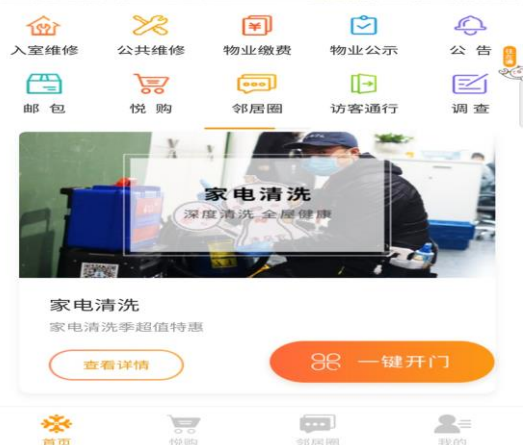 入室维修 公共维修 物业缴费 物业公示 公 告
邮 包 悦 购 邻居圈 访客通行 调 查
家电清洗
深度清洗 全屋健康
家电清洗
家电清洗季超值特惠
查看详情
一键开门
首页 悦购 邻居圈 我的